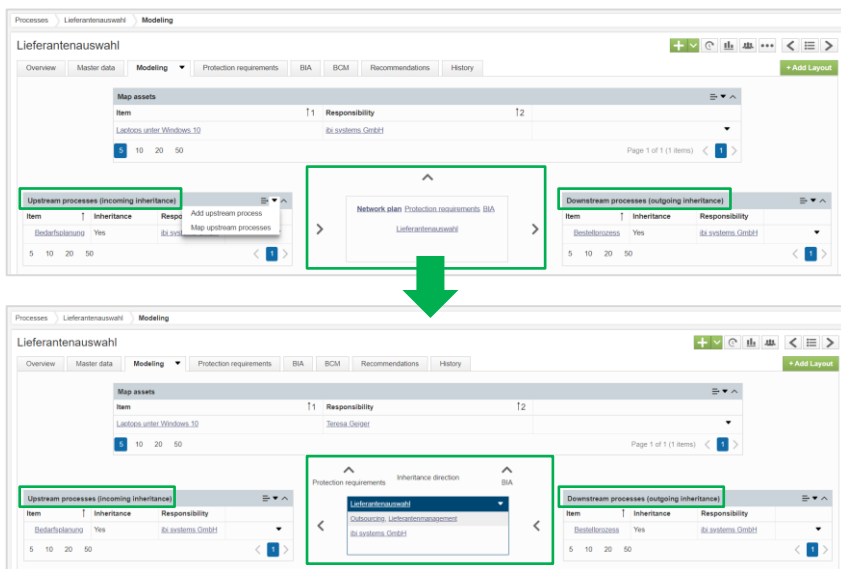 Processes Lieferantenauswahl Modeling
Lieferantenauswahl
Overview Master data Modeling Protection requirements BIA BCM Recommendations History + Add Layout
Map assets
Item 1 Responsibility 2
Laptops unter Windows 10 ibi systems GmbH
5 10 20 50 Page 1 of 1 (1 items) 1
Upstream processes (incoming inheritance)
Item Inheritance Respo
Bedarfsplanung Yes ibi sys
5 10 20 50 1
Add upstream process
Map upstream processes
Network plan Protection requirements BIA
Lieferantenauswahl
Downstream processes (outgoing inheritance)
Item Inheritance Responsibility
Bestellprozess Yes ibi systems GmbH
5 10 20 50 1
Processes Lieferantenauswahl Modeling
Lieferantenauswahl
Overview Master data Modeling Protection requirements BIA BCM Recommendations History + Add Layout
Map assets
Item 1 Responsibility 2
Laptops unter Windows 10 Teresa Geiger
5 10 20 50 Page 1 of 1 (1 items) 1
Upstream processes (incoming inheritance)
Item Inheritance Responsibility
Bedarfsplanung Yes ibi systems GmbH
5 10 20 50 1
Protection requirements Inheritance direction BIA
Lieferantenauswahl
Outsourcing, Lieferantenmanagement
ibi systems GmbH
Downstream processes (outgoing inheritance)
Item Inheritance Responsibility
Bestellprozess Yes ibi systems GmbH
5 10 20 50 1